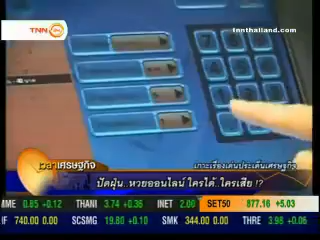 TNN
tnnthailand.com
เวลาเศรษฐกิจ
เกาะเรื่องเด่นประเด็นเศรษฐกิจ
ปัดฝุ่น..หวยออนไลน์ ใครได้..ใครเสีย !?
MME 0.85 +0.12 THANI 3.74 +0.36 INET 2.00 SET50 877.16 +5.03
IF 740.00 0.00 SCSMG 19.80 +0.10 SMK 344.00 0.00 THRE 3.98 +0.06